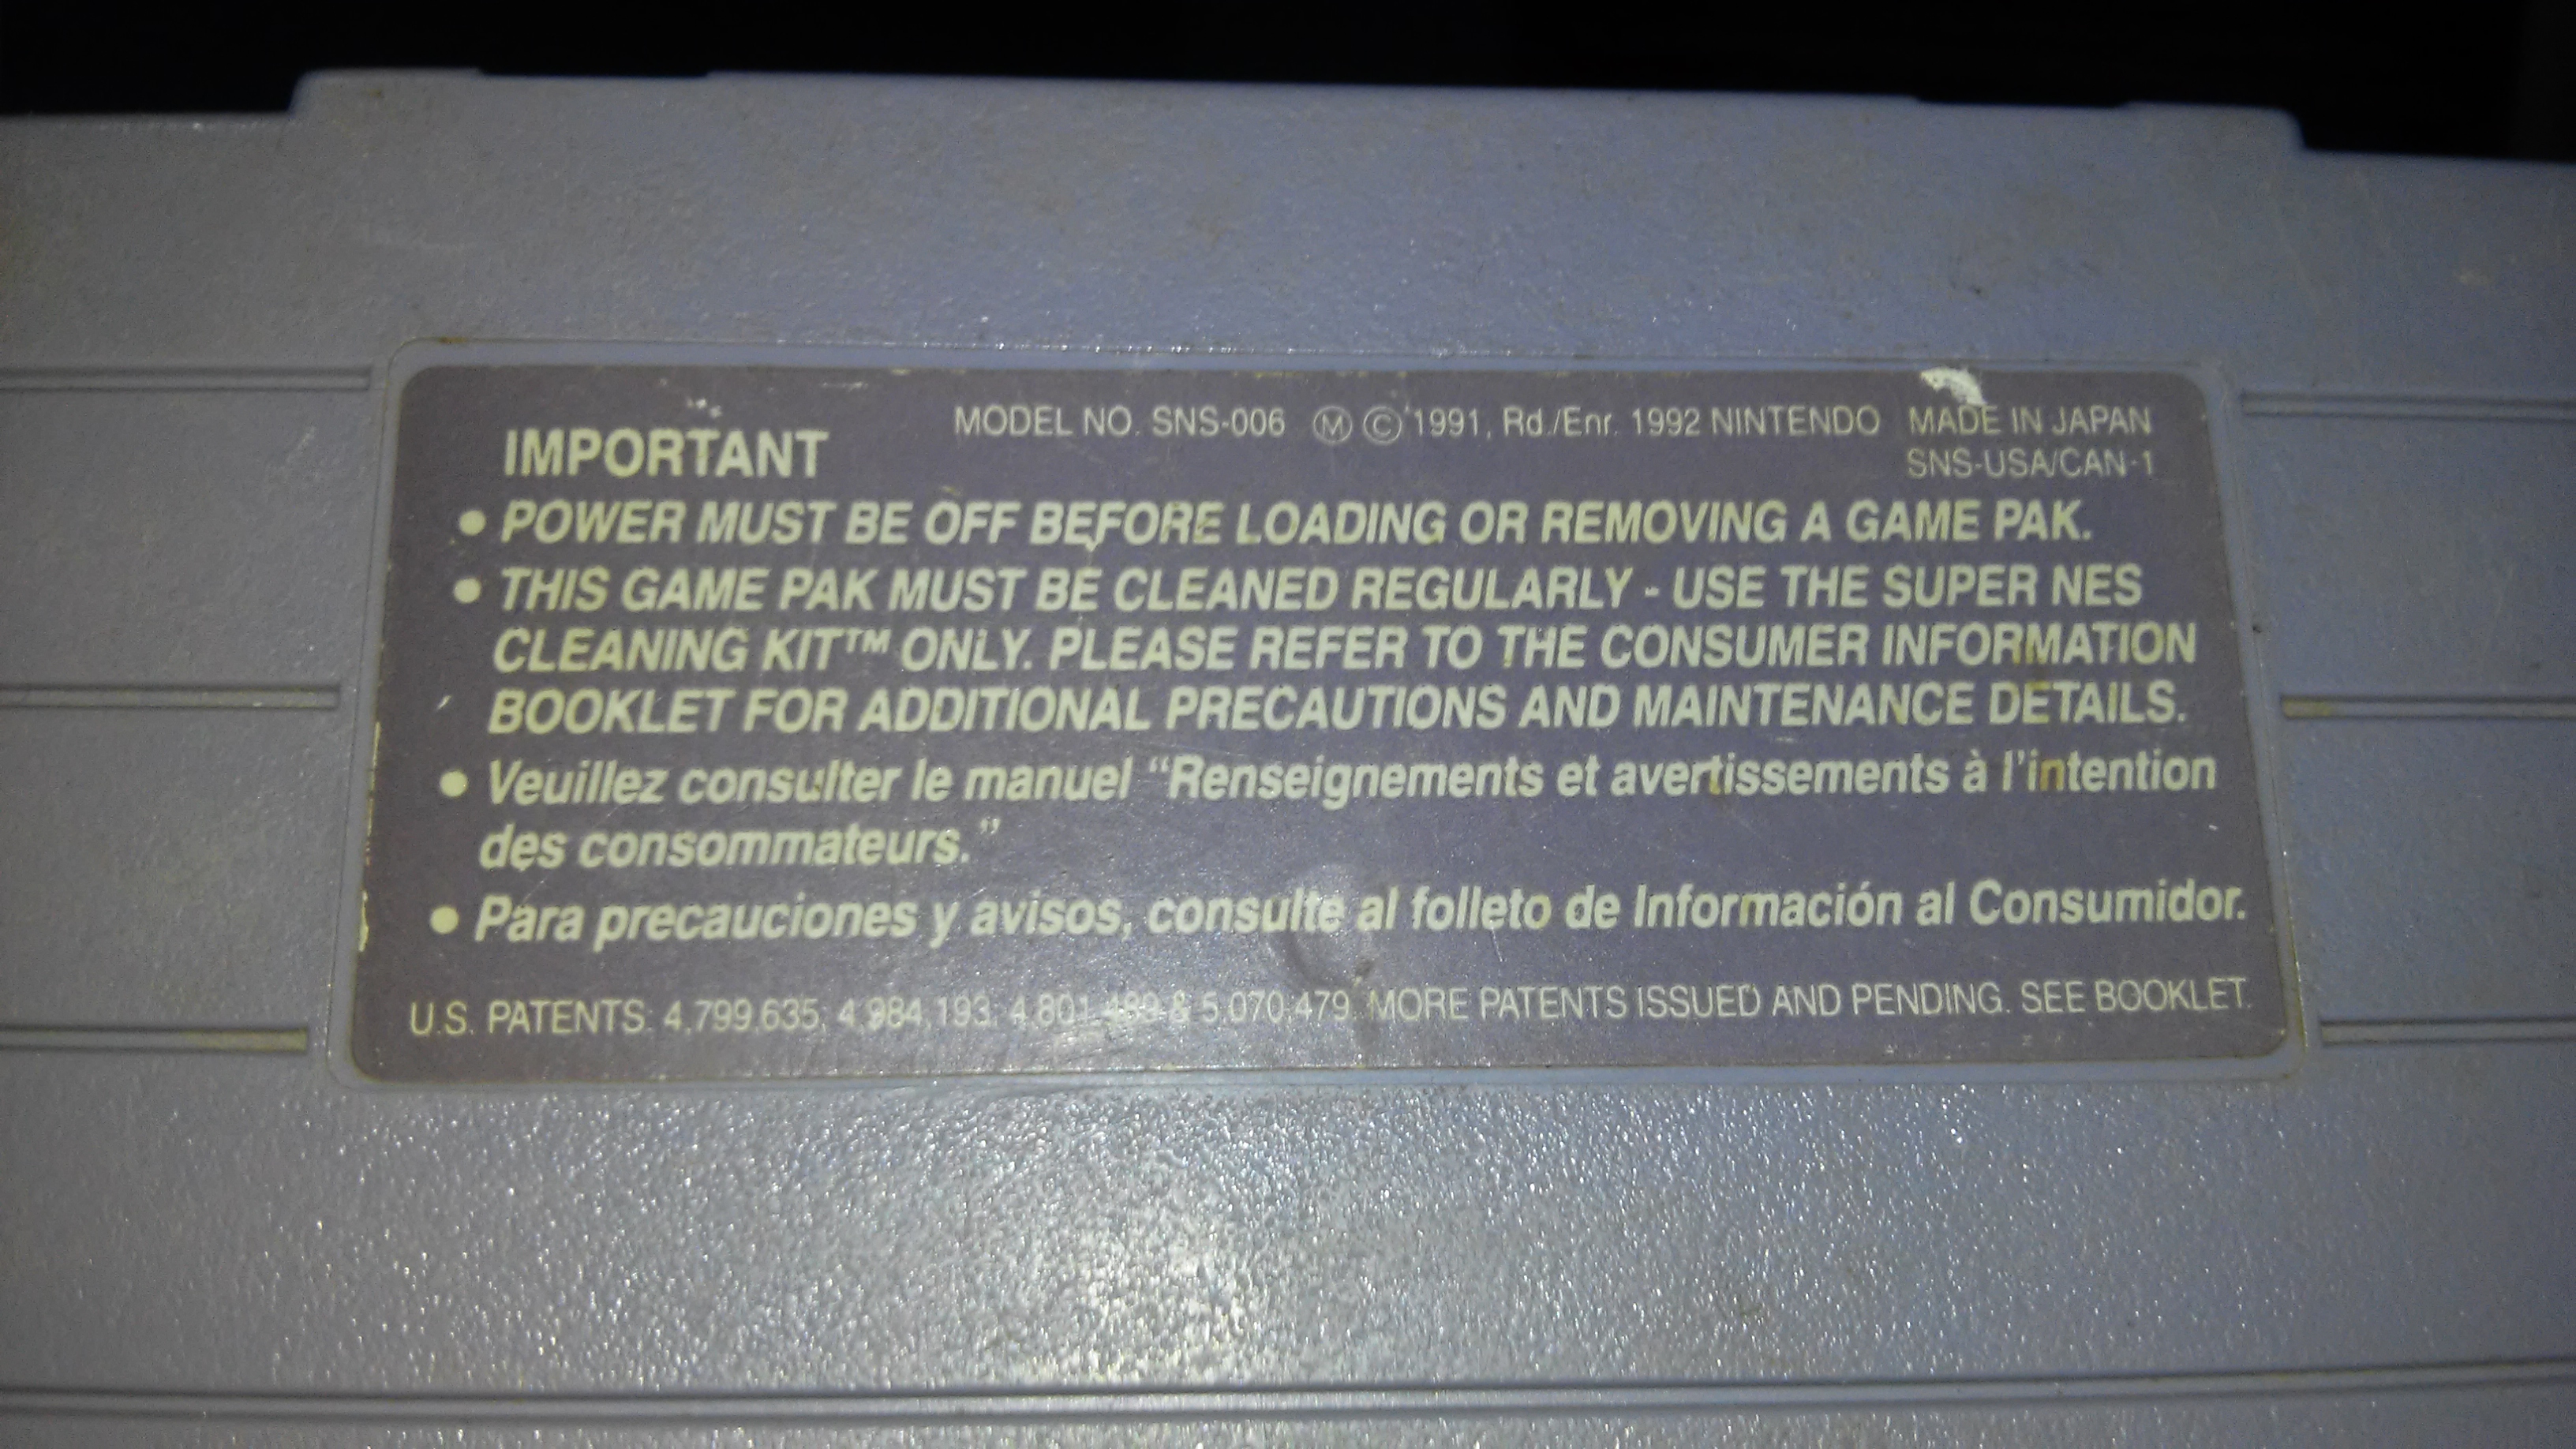 MODEL NO. SNS-006 Ⓜ © 1991, Rd./Enr. 1992 NINTENDO MADE IN JAPAN
IMPORTANT SNS-USA/CAN-1
• POWER MUST BE OFF BEFORE LOADING OR REMOVING A GAME PAK.
• THIS GAME PAK MUST BE CLEANED REGULARLY - USE THE SUPER NES
CLEANING KIT™ ONLY. PLEASE REFER TO THE CONSUMER INFORMATION
BOOKLET FOR ADDITIONAL PRECAUTIONS AND MAINTENANCE DETAILS.
• Veuillez consulter le manuel “Renseignements et avertissements à l’intention
des consommateurs.”
• Para precauciones y avisos, consulte al folleto de Información al Consumidor.
U.S. PATENTS: 4,799,635; 4,984,193; 4,801,489 & 5,070,479. MORE PATENTS ISSUED AND PENDING. SEE BOOKLET.